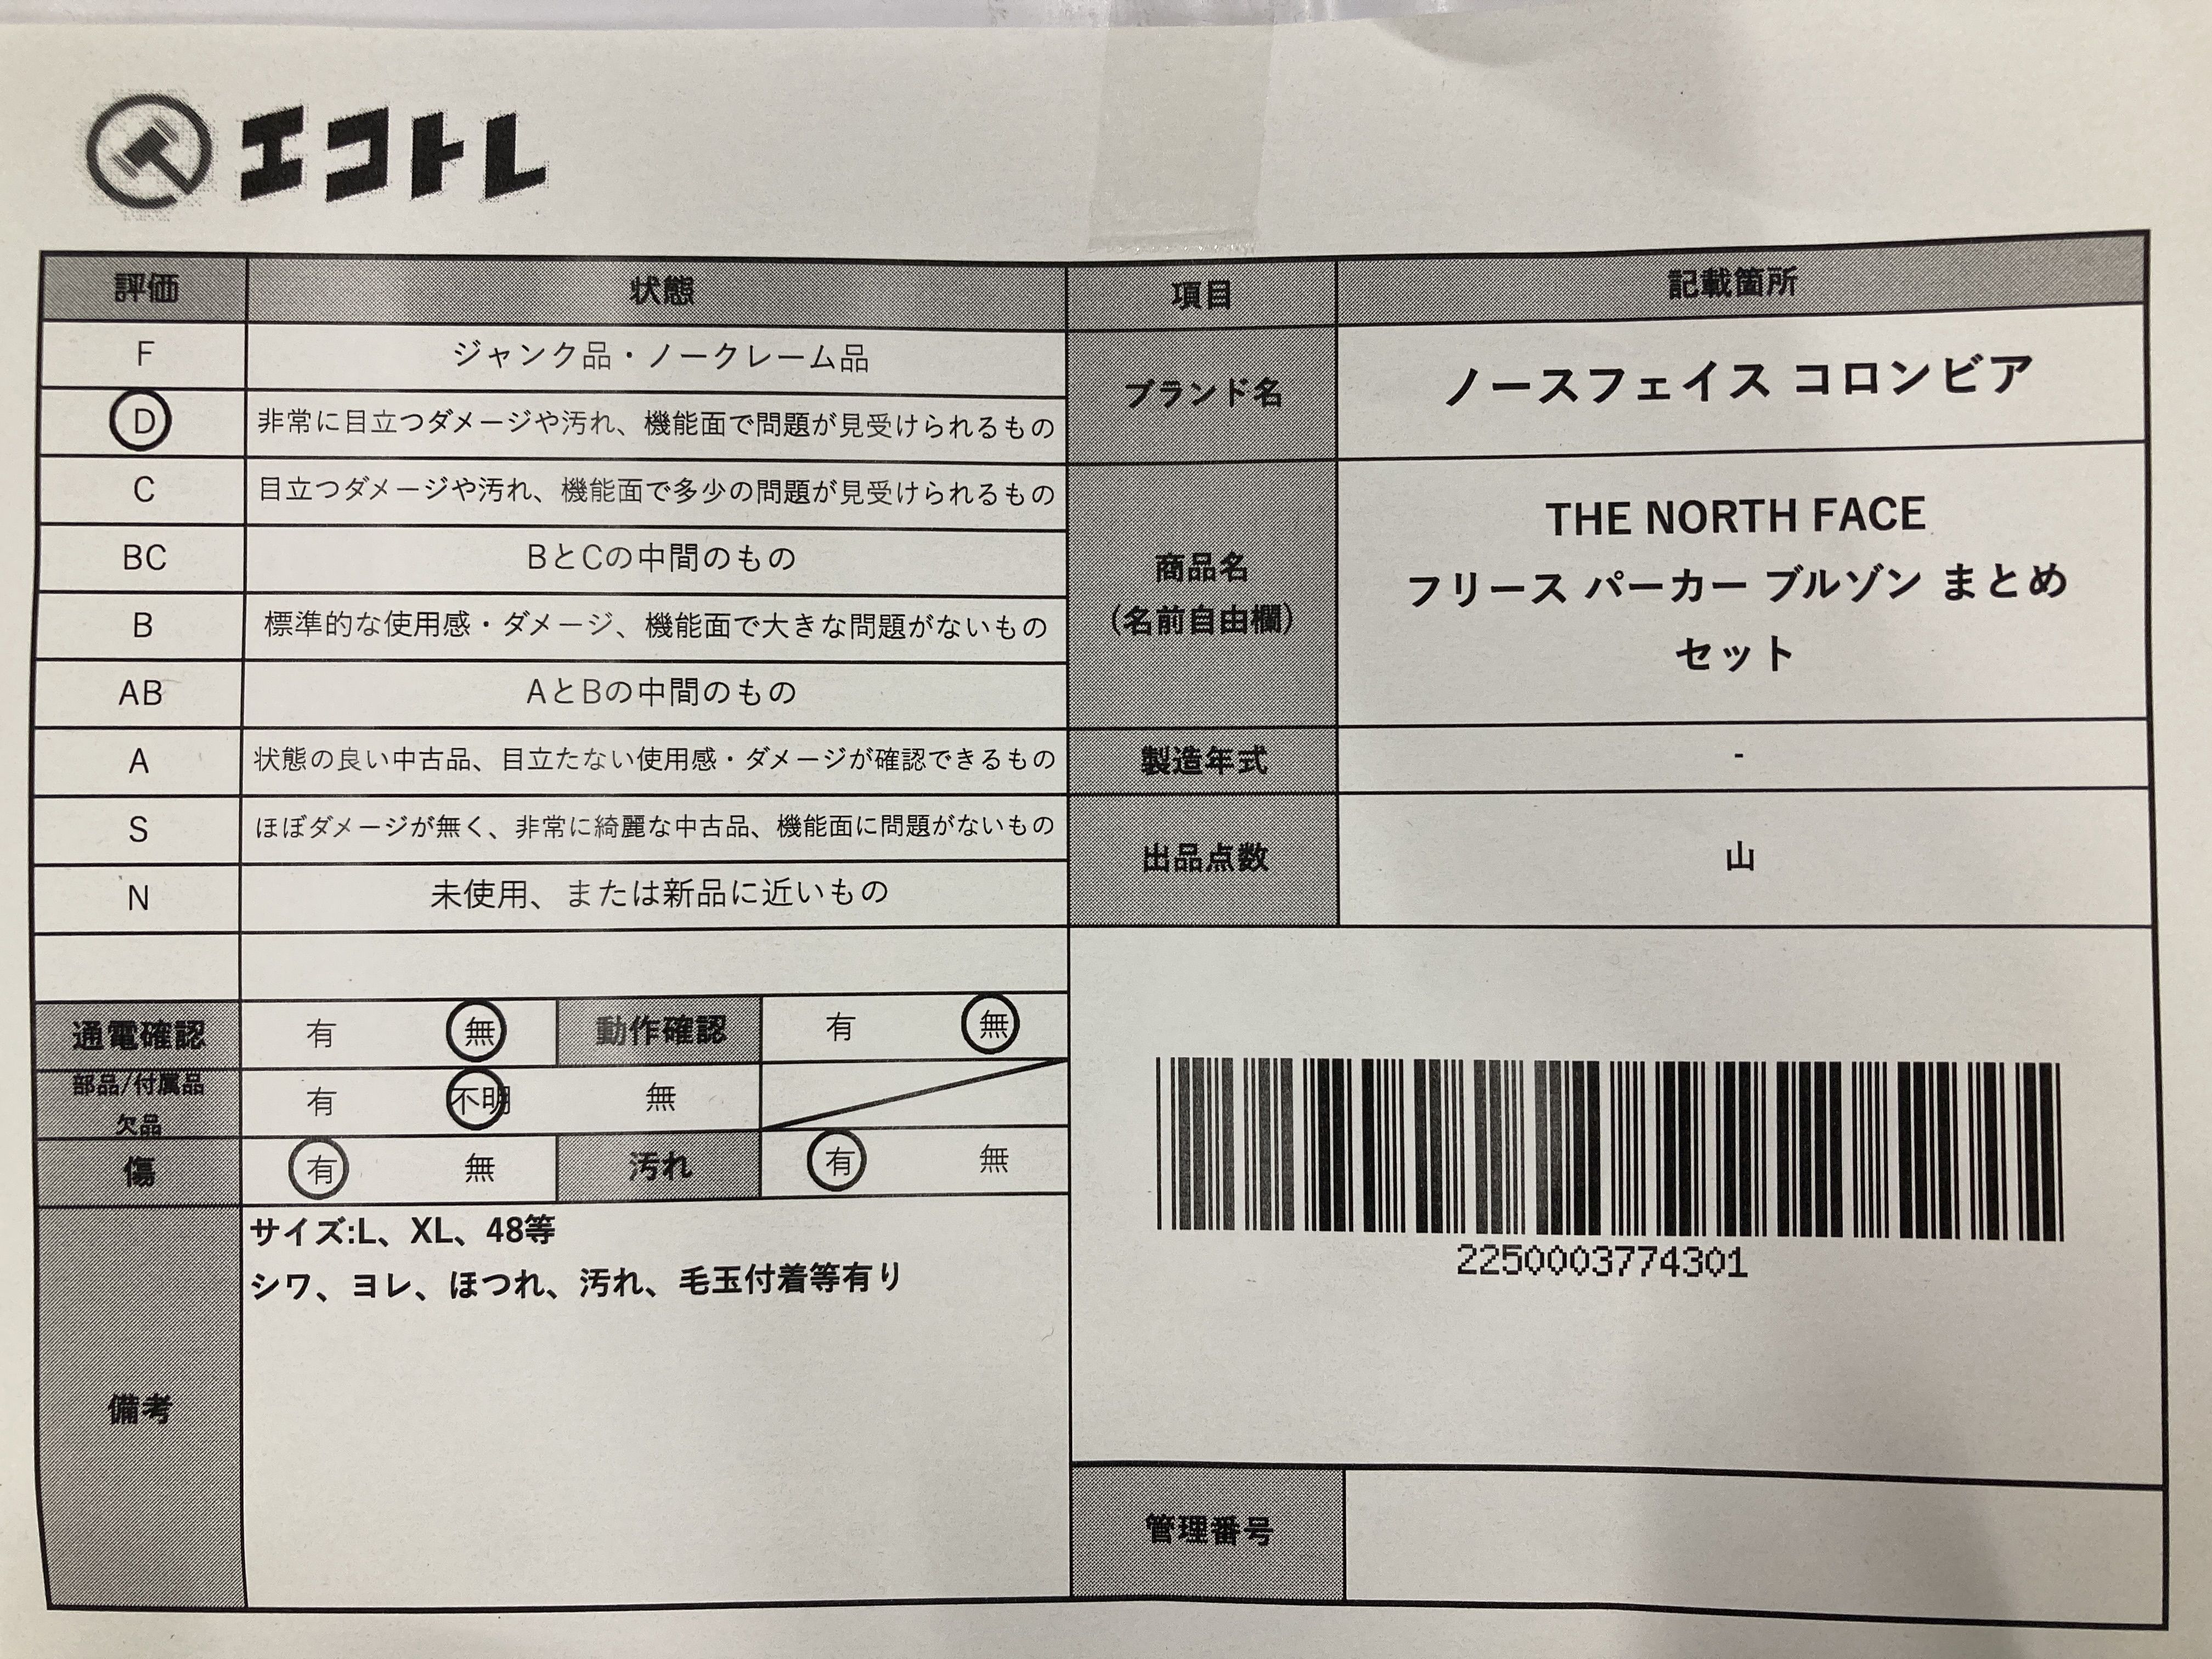 エコトレ
評価 状態 項目 記載箇所
F ジャンク品・ノークレーム品
D 非常に目立つダメージや汚れ、機能面で問題が見受けられるもの
C 目立つダメージや汚れ、機能面で多少の問題が見受けられるもの
BC BとCの中間のもの
B 標準的な使用感・ダメージ、機能面で大きな問題がないもの
AB AとBの中間のもの
A 状態の良い中古品、目立たない使用感・ダメージが確認できるもの
S ほぼダメージが無く、非常に綺麗な中古品、機能面に問題がないもの
N 未使用、または新品に近いもの
ブランド名 ノースフェイス コロンビア
商品名
(名前自由欄)
THE NORTH FACE
フリース パーカー ブルゾン まとめ
セット
製造年式 -
出品点数 山
通電確認 有 無 動作確認 有 無
部品/付属品
欠品
有 不明 無
傷 有 無 汚れ 有 無
備考
サイズ:L、XL、48等
シワ、ヨレ、ほつれ、汚れ、毛玉付着等有り
2250003774301
管理番号